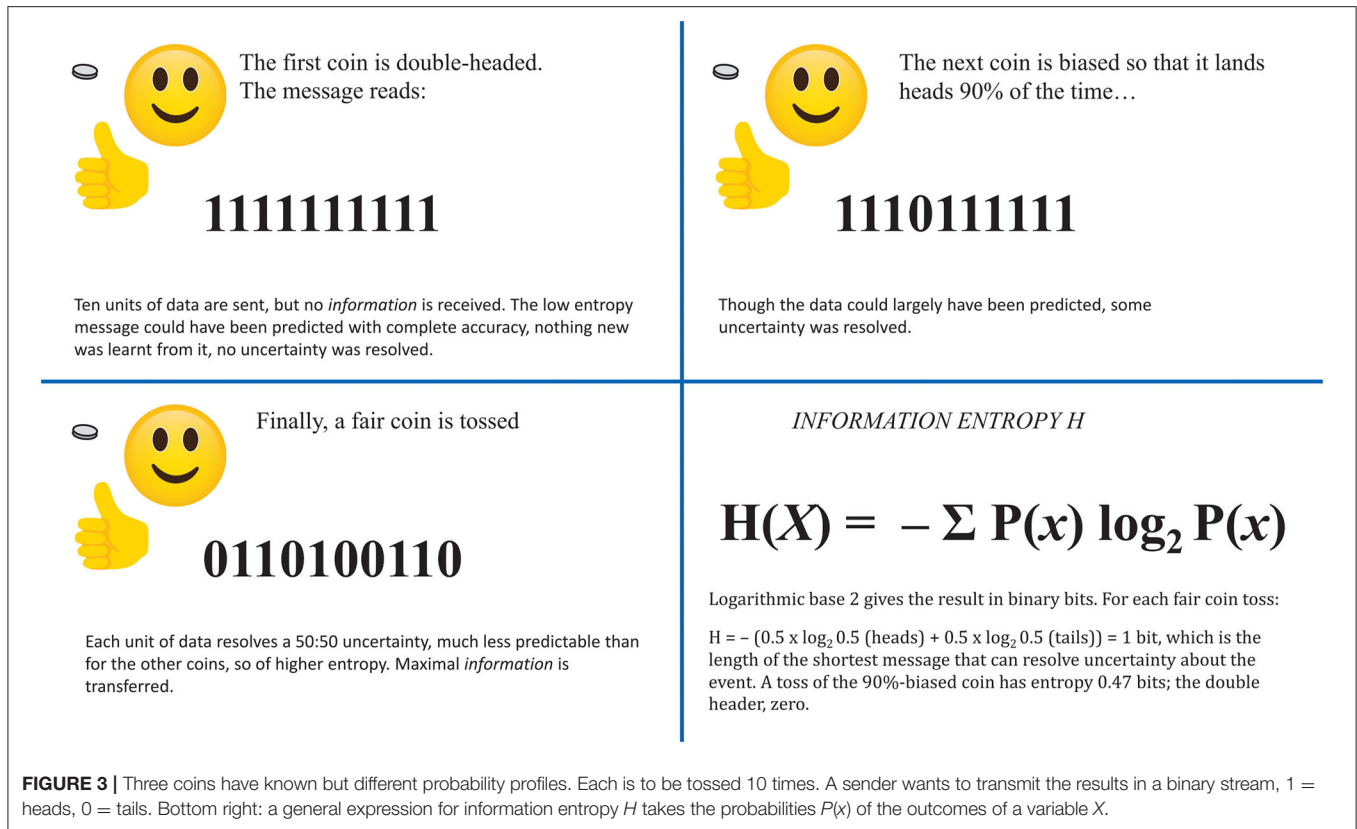 The first coin is double-headed.
The message reads:
1111111111
Ten units of data are sent, but no information is received. The low entropy
message could have been predicted with complete accuracy, nothing new
was learnt from it, no uncertainty was resolved.
The next coin is biased so that it lands
heads 90% of the time…
1110111111
Though the data could largely have been predicted, some
uncertainty was resolved.
Finally, a fair coin is tossed
0110100110
Each unit of data resolves a 50:50 uncertainty, much less predictable than
for the other coins, so of higher entropy. Maximal information is
transferred.
INFORMATION ENTROPY H
H(X) = – Σ P(x) log₂ P(x)
Logarithmic base 2 gives the result in binary bits. For each fair coin toss:
H = – (0.5 x log₂ 0.5 (heads) + 0.5 x log₂ 0.5 (tails)) = 1 bit, which is the
length of the shortest message that can resolve uncertainty about the
event. A toss of the 90%-biased coin has entropy 0.47 bits; the double
header, zero.
FIGURE 3 | Three coins have known but different probability profiles. Each is to be tossed 10 times. A sender wants to transmit the results in a binary stream, 1 =
heads, 0 = tails. Bottom right: a general expression for information entropy H takes the probabilities P(x) of the outcomes of a variable X.